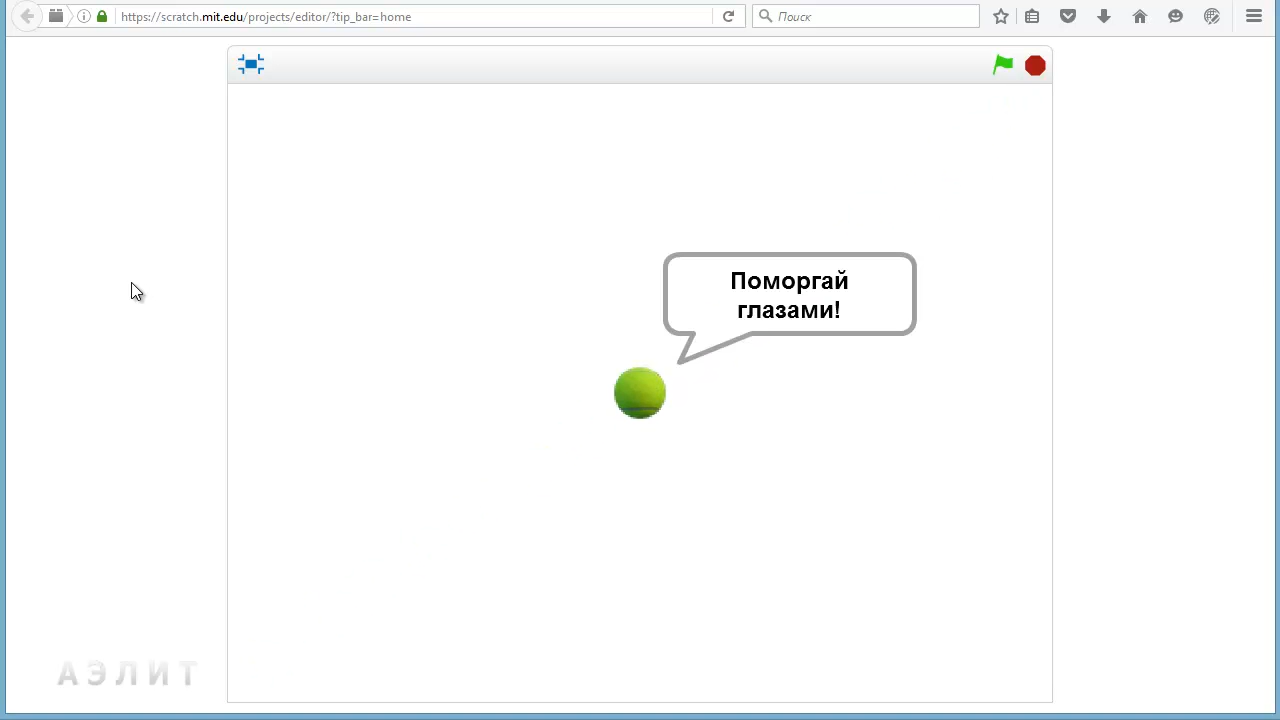 https://scratch.mit.edu/projects/editor/?tip_bar=home
Поиск
Поморгай
глазами!
АЭЛИТ